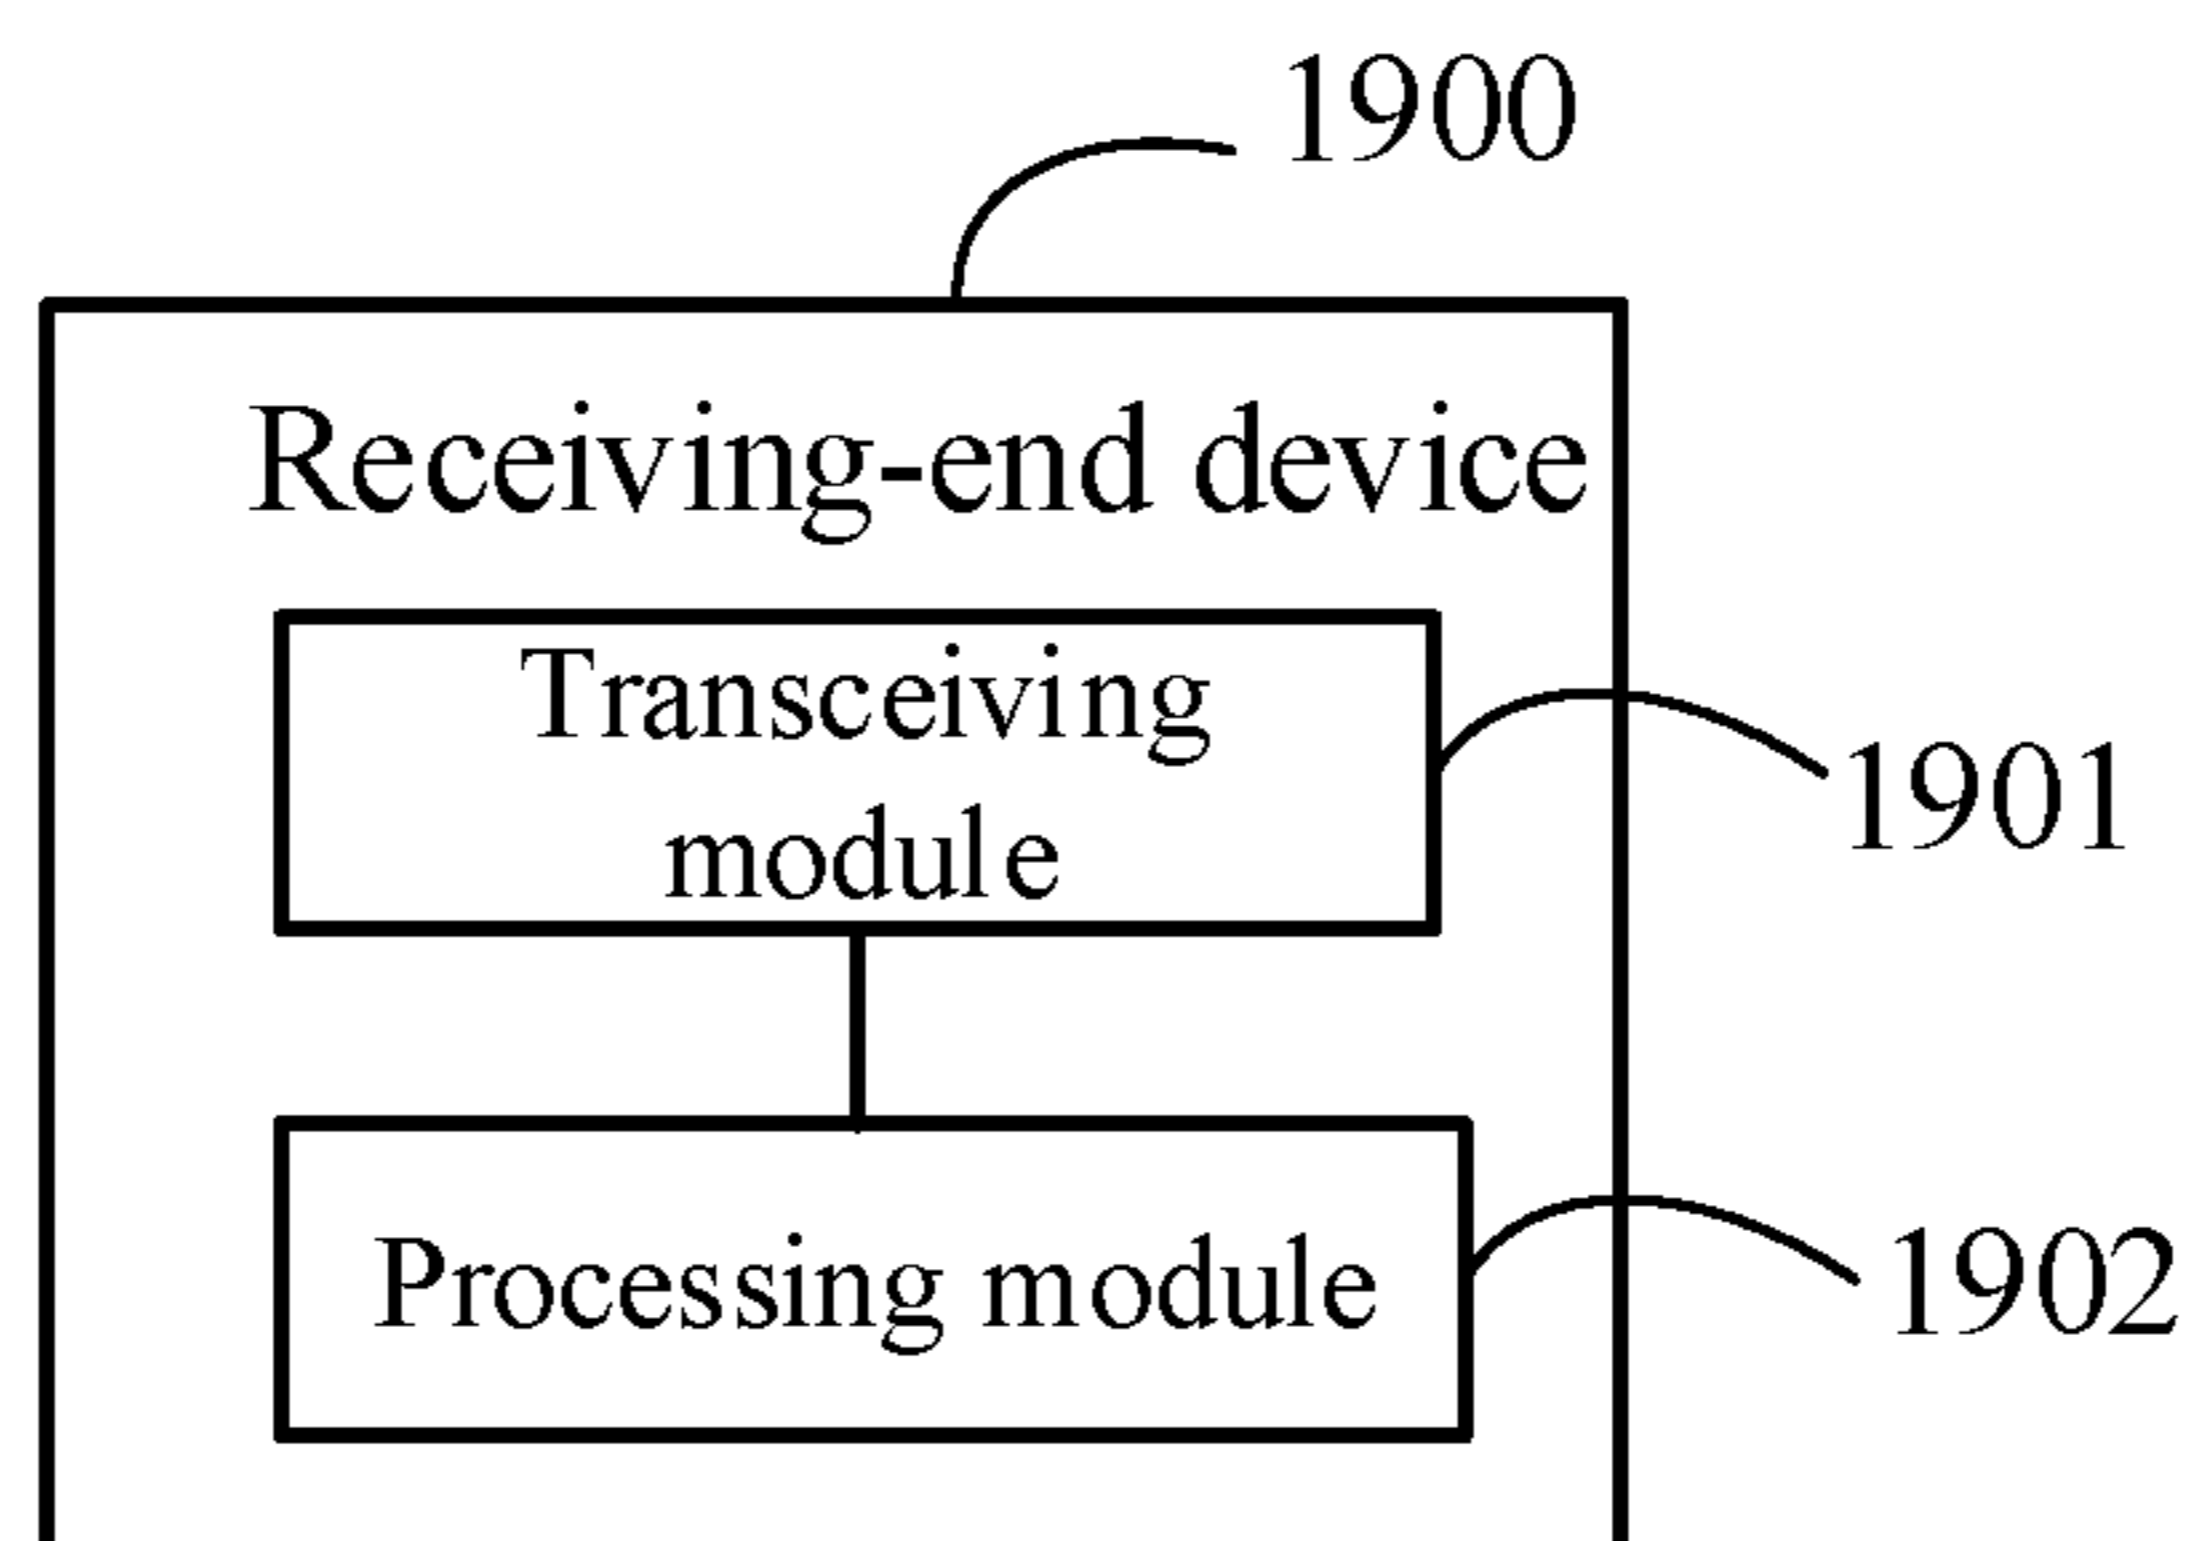 1900
Receiving-end device
Transceiving
module
1901
Processing module
1902